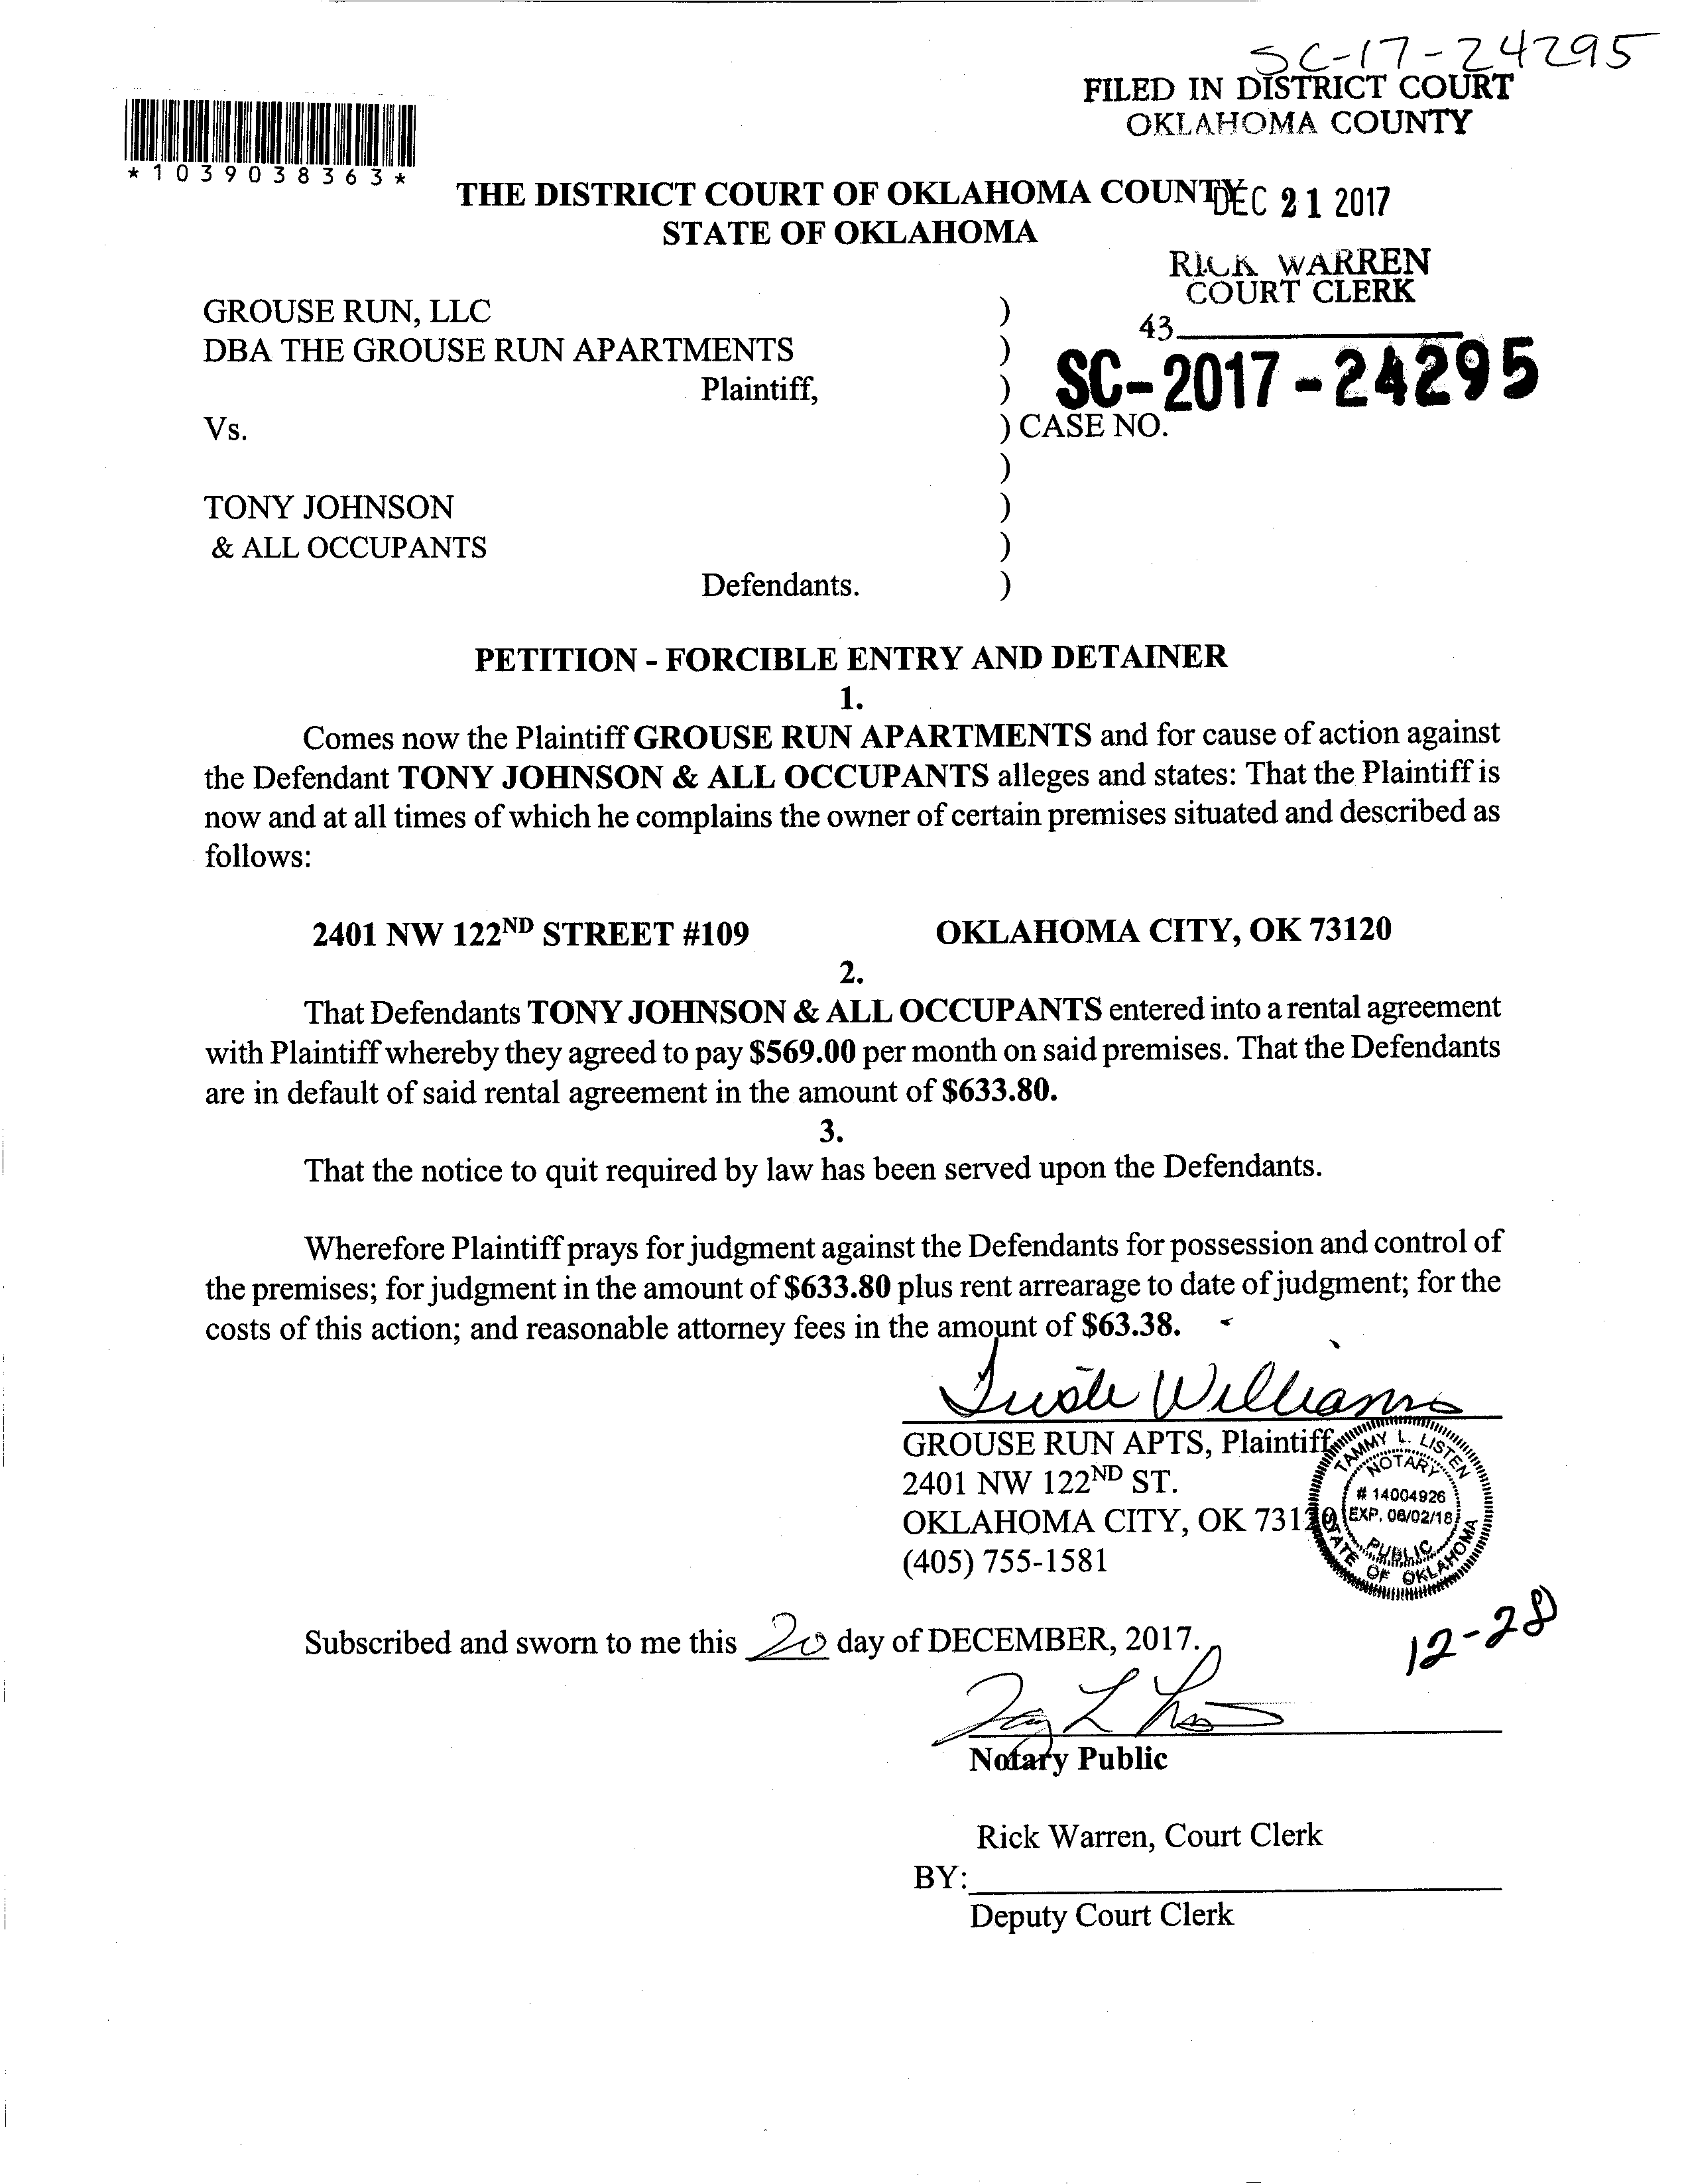 SC-17-24295
FILED IN DISTRICT COURT
OKLAHOMA COUNTY
*1039038363*
THE DISTRICT COURT OF OKLAHOMA COUNTY
DEC 21 2017
STATE OF OKLAHOMA
RICK WARREN
COURT CLERK
43
GROUSE RUN, LLC )
DBA THE GROUSE RUN APARTMENTS )
Plaintiff, ) SC-2017-24295
Vs. ) CASE NO.
)
TONY JOHNSON )
& ALL OCCUPANTS )
Defendants. )
PETITION - FORCIBLE ENTRY AND DETAINER
1.
Comes now the Plaintiff GROUSE RUN APARTMENTS and for cause of action against
the Defendant TONY JOHNSON & ALL OCCUPANTS alleges and states: That the Plaintiff is
now and at all times of which he complains the owner of certain premises situated and described as
follows:
2401 NW 122ND STREET #109 OKLAHOMA CITY, OK 73120
2.
That Defendants TONY JOHNSON & ALL OCCUPANTS entered into a rental agreement
with Plaintiff whereby they agreed to pay $569.00 per month on said premises. That the Defendants
are in default of said rental agreement in the amount of $633.80.
3.
That the notice to quit required by law has been served upon the Defendants.
Wherefore Plaintiff prays for judgment against the Defendants for possession and control of
the premises; for judgment in the amount of $633.80 plus rent arrearage to date of judgment; for the
costs of this action; and reasonable attorney fees in the amount of $63.38.
Williams
GROUSE RUN APTS, Plaintiff
2401 NW 122ND ST.
OKLAHOMA CITY, OK 73120
(405) 755-1581
TAMMY L. LISTEN
NOTARY
# 14004926
EXP. 06/02/18
PUBLIC
STATE OF OKLAHOMA
Subscribed and sworn to me this 20 day of DECEMBER, 2017.
12-28
Notary Public
Rick Warren, Court Clerk
BY:
Deputy Court Clerk